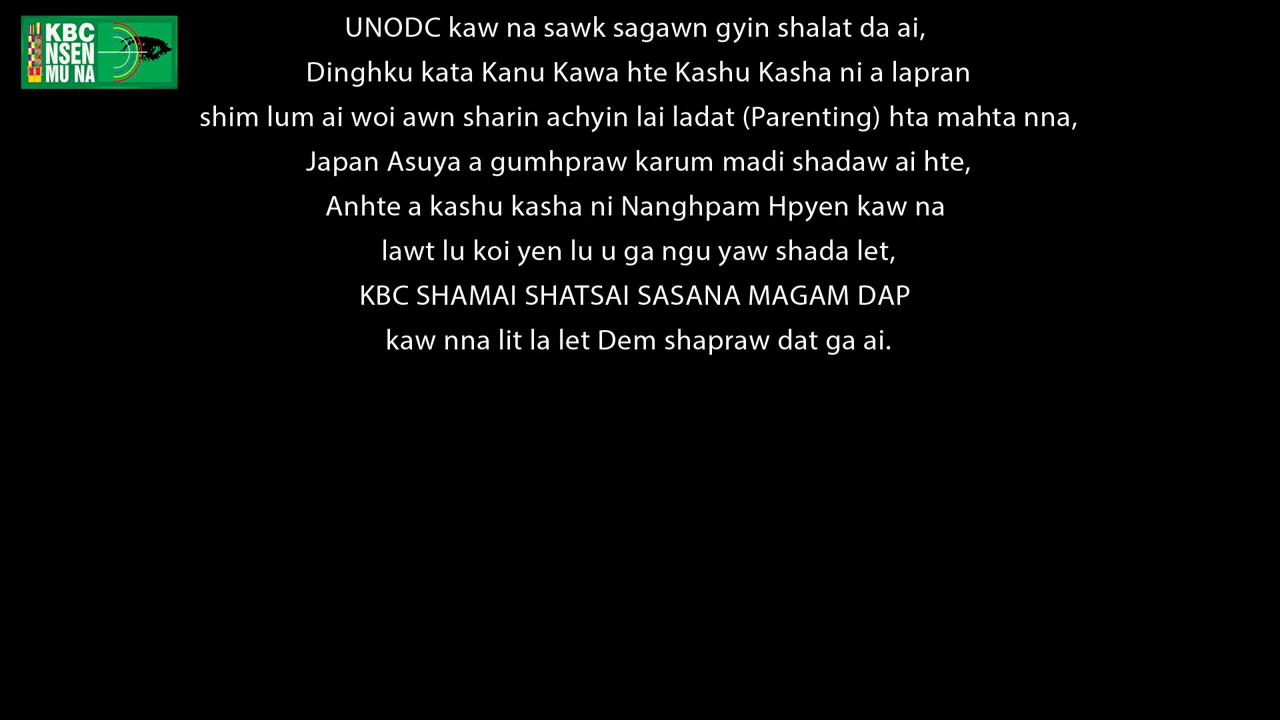 KBC
NSEN
MU NA
UNODC kaw na sawk sagawn gyin shalat da ai,
Dinghku kata Kanu Kawa hte Kashu Kasha ni a lapran
shim lum ai woi awn sharin achyin lai ladat (Parenting) hta mahta nna,
Japan Asuya a gumhpraw karum madi shadaw ai hte,
Anhte a kashu kasha ni Nanghpam Hpyen kaw na
lawt lu koi yen lu u ga ngu yaw shada let,
KBC SHAMAI SHATSAI SASANA MAGAM DAP
kaw nna lit la let Dem shapraw dat ga ai.